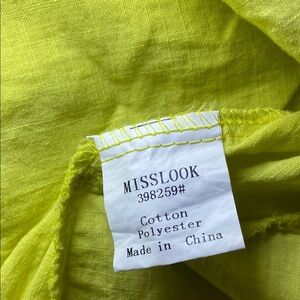 MISSLOOK
398259#
Cotton
Polyester
Made in China